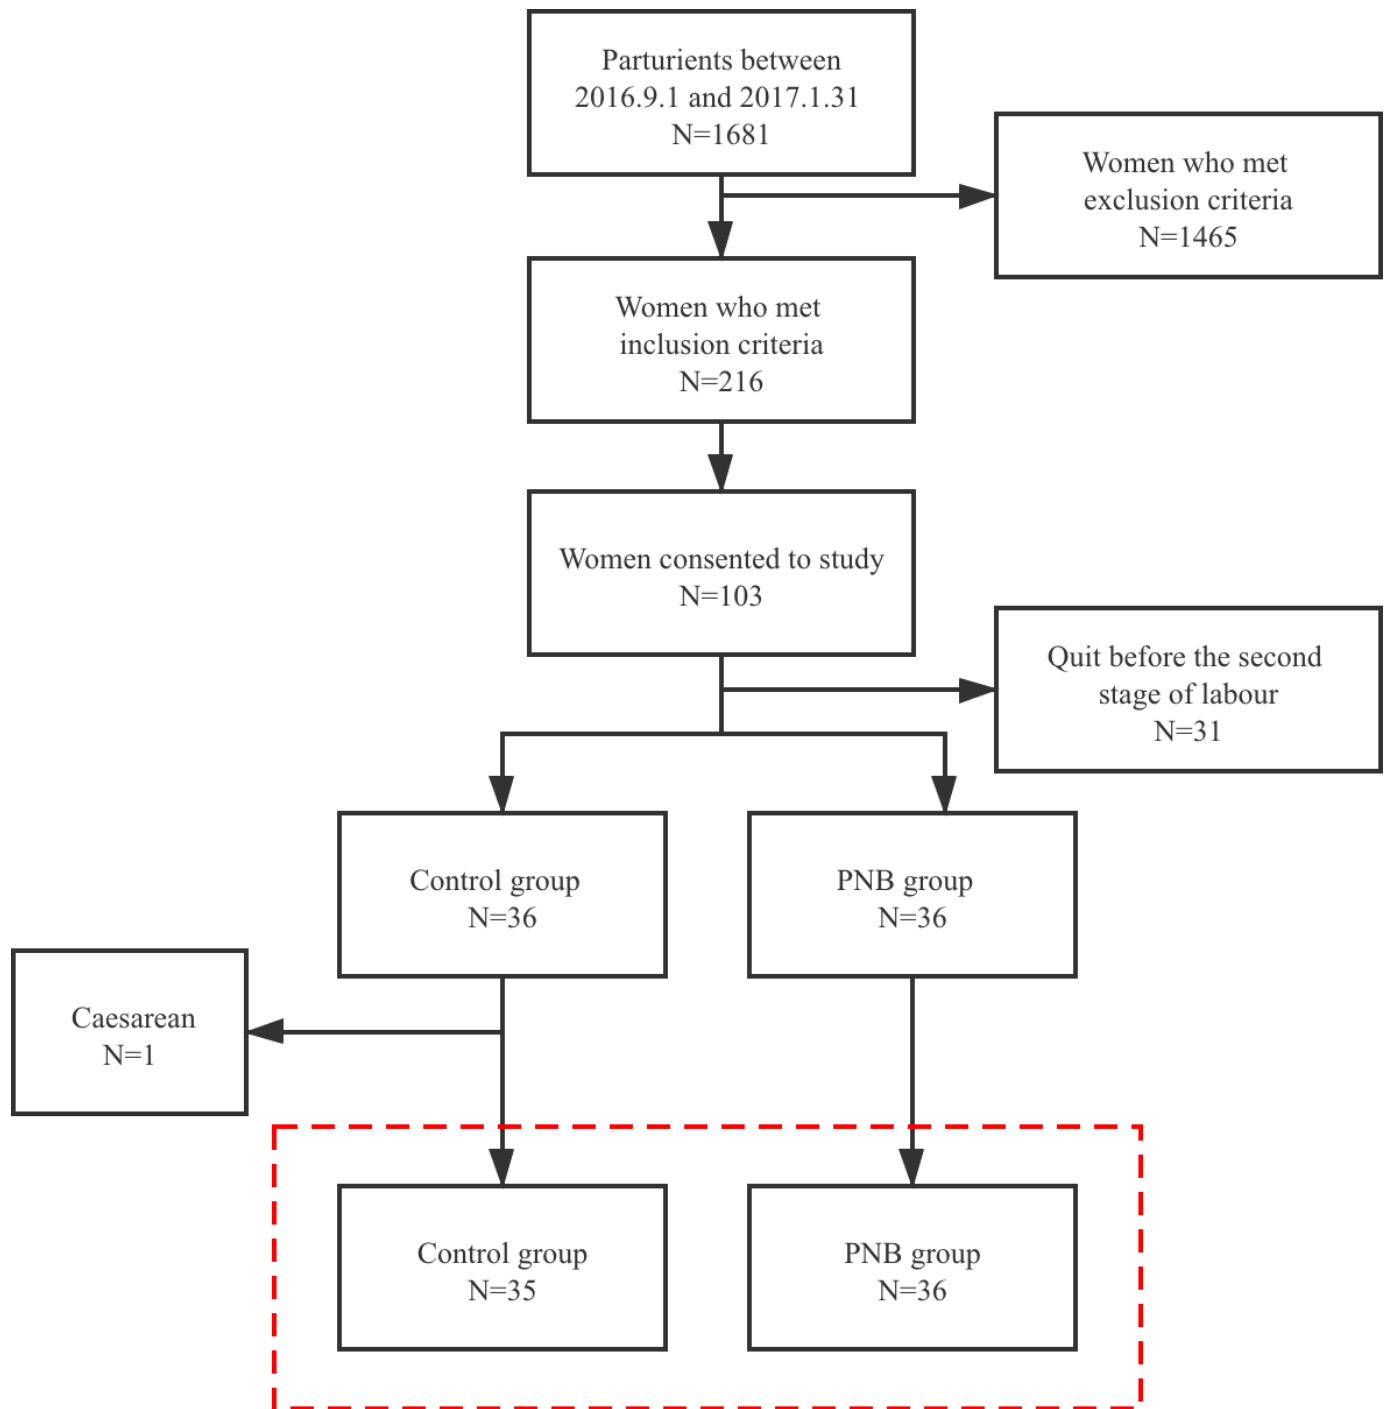 Parturients between
2016.9.1 and 2017.1.31
N=1681
Women who met
exclusion criteria
N=1465
Women who met
inclusion criteria
N=216
Women consented to study
N=103
Quit before the second
stage of labour
N=31
Control group
N=36
PNB group
N=36
Caesarean
N=1
Control group
N=35
PNB group
N=36